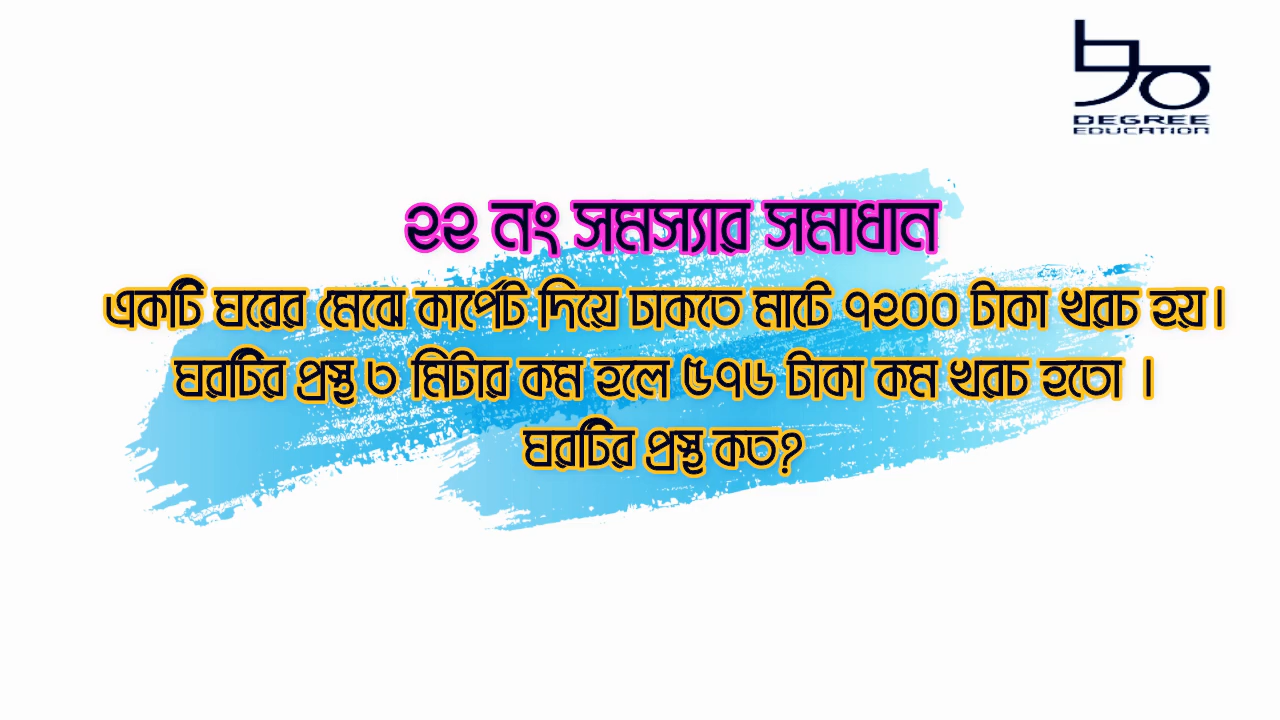 DEGREE
EDUCATION
২২ নং সমস্যার সমাধান
একটি ঘরের মেঝে কার্পেট দিয়ে ঢাকতে মাটে ৭২০০ টাকা খরচ হয়।
ঘরটির প্রস্থ ৩ মিটার কম হলে ৫৭৬ টাকা কম খরচ হতো ।
ঘরটির প্রস্থ কত?